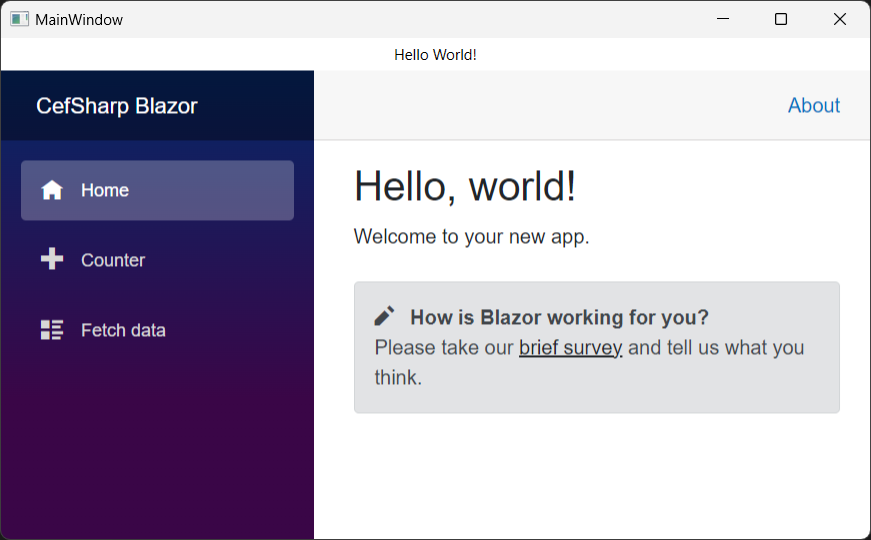 MainWindow
Hello World!
CefSharp Blazor
About
Home
Counter
Fetch data
Hello, world!
Welcome to your new app.
How is Blazor working for you?
Please take our brief survey and tell us what you
think.